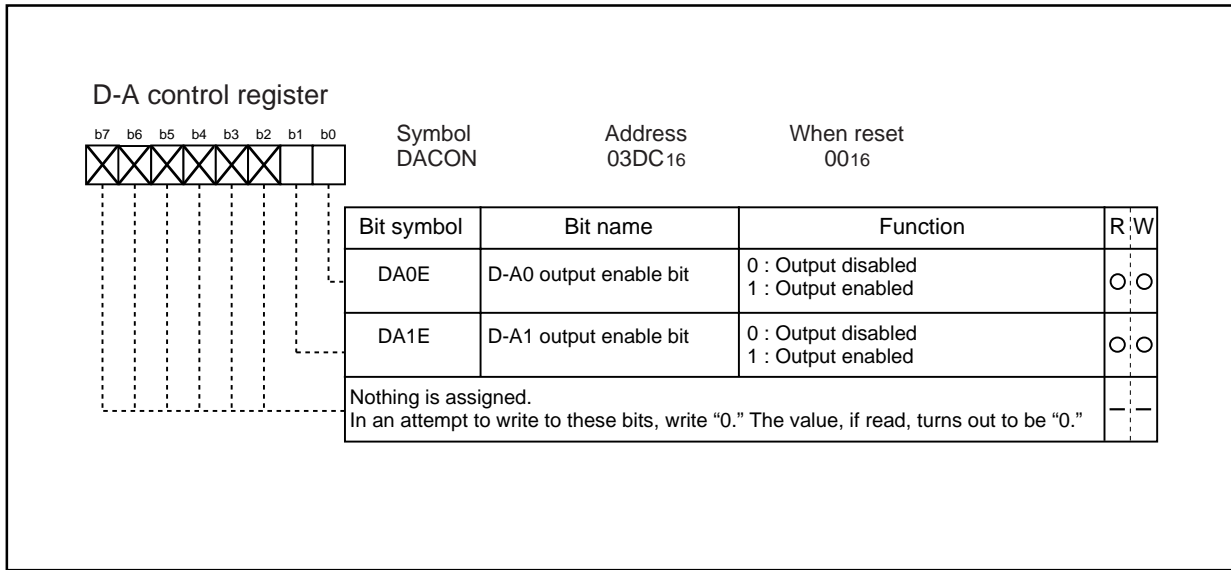 D-A control register
b7 b6 b5 b4 b3 b2 b1 b0
Symbol Address When reset
DACON 03DC16 0016
Bit symbol Bit name Function R W
DA0E D-A0 output enable bit 0 : Output disabled
1 : Output enabled
DA1E D-A1 output enable bit 0 : Output disabled
1 : Output enabled
Nothing is assigned.
In an attempt to write to these bits, write “0.” The value, if read, turns out to be “0.”